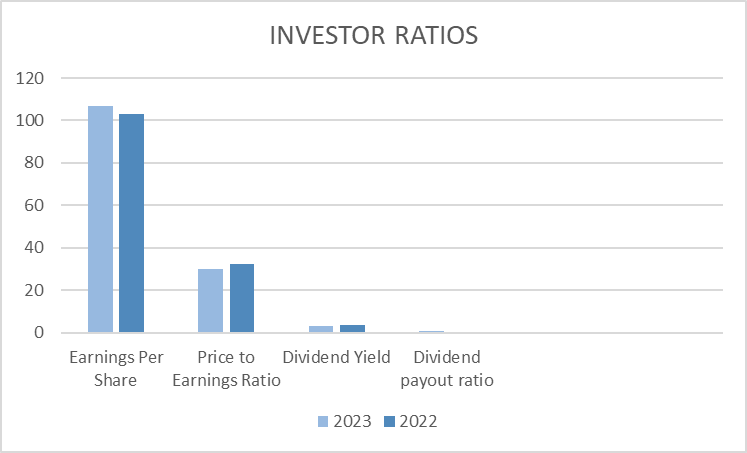 INVESTOR RATIOS
120
100
80
60
40
20
0
Earnings Per
Share
Price to
Earnings Ratio
Dividend Yield
Dividend
payout ratio
2023
2022